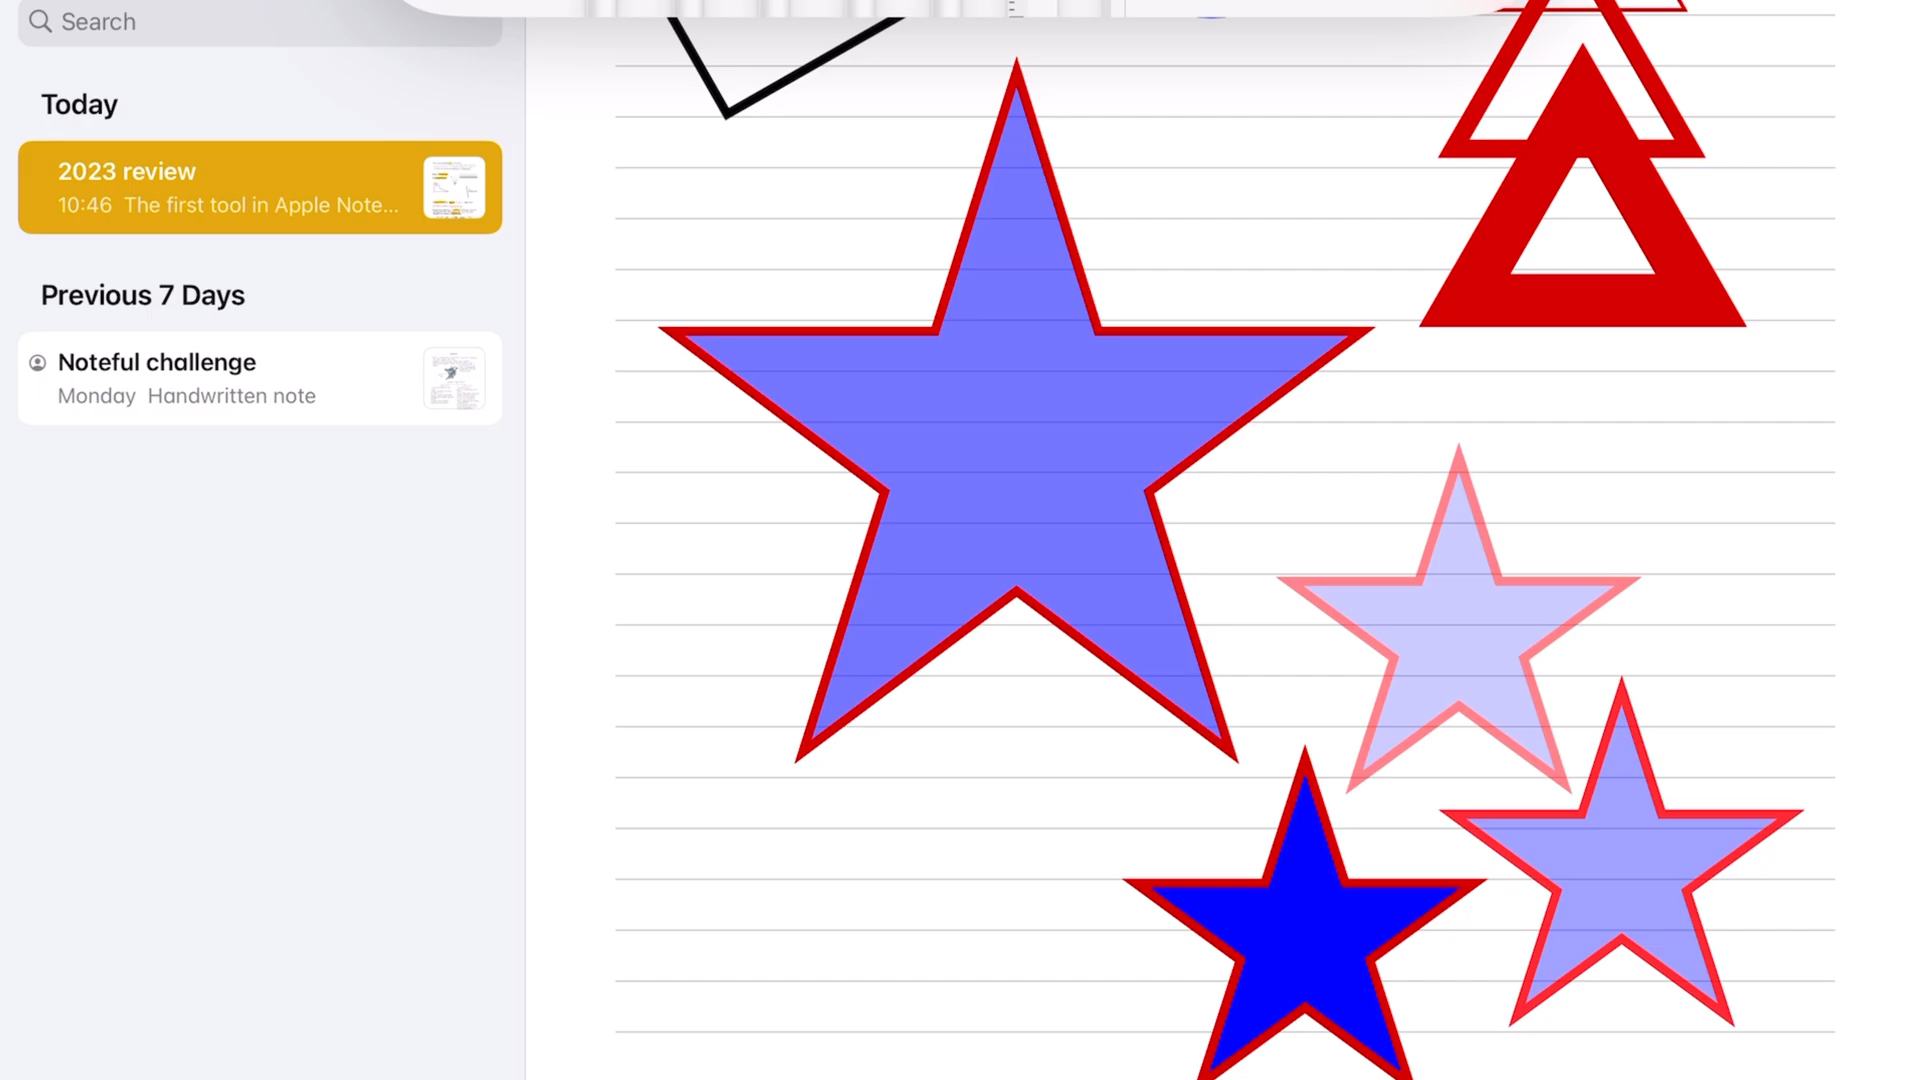 Search
Today
2023 review
10:46 The first tool in Apple Note...
Previous 7 Days
Noteful challenge
Monday Handwritten note